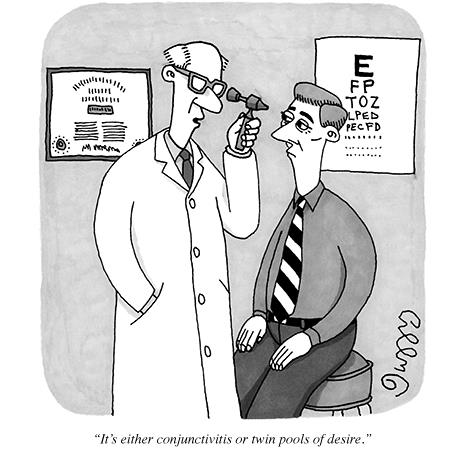 E
FP
TOZ
LPED
PECFD
“It’s either conjunctivitis or twin pools of desire.”